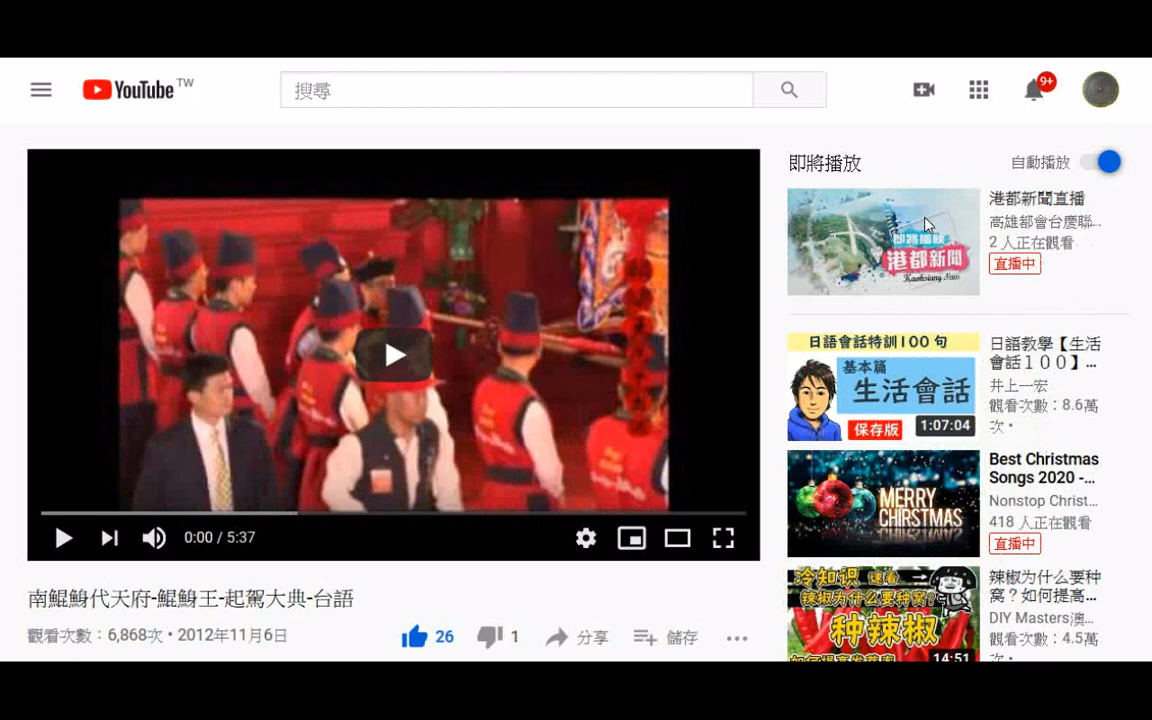 YouTube TW
搜尋
9+
0:00 / 5:37
南鯤鯓代天府-鯤鯓王-起駕大典-台語
觀看次數：6,868次 • 2012年11月6日
26
1
分享
儲存
即將播放
自動播放
港都新聞
Kaohsiung News
港都新聞直播
高雄都會台慶聯...
2 人正在觀看
直播中
日語會話特訓100句
基本篇
生活會話
保存版
1:07:04
日語教學【生活
會話１００】...
井上一宏
觀看次數：8.6萬
次 •
MERRY
CHIRSTMAS
Best Christmas
Songs 2020 -...
Nonstop Christ...
418 人正在觀看
直播中
冷知识 速看
辣椒为什么要种窝?
种辣椒
14:51
辣椒为什么要种
窝？如何提高...
DIY Masters澳...
觀看次數：4.5萬